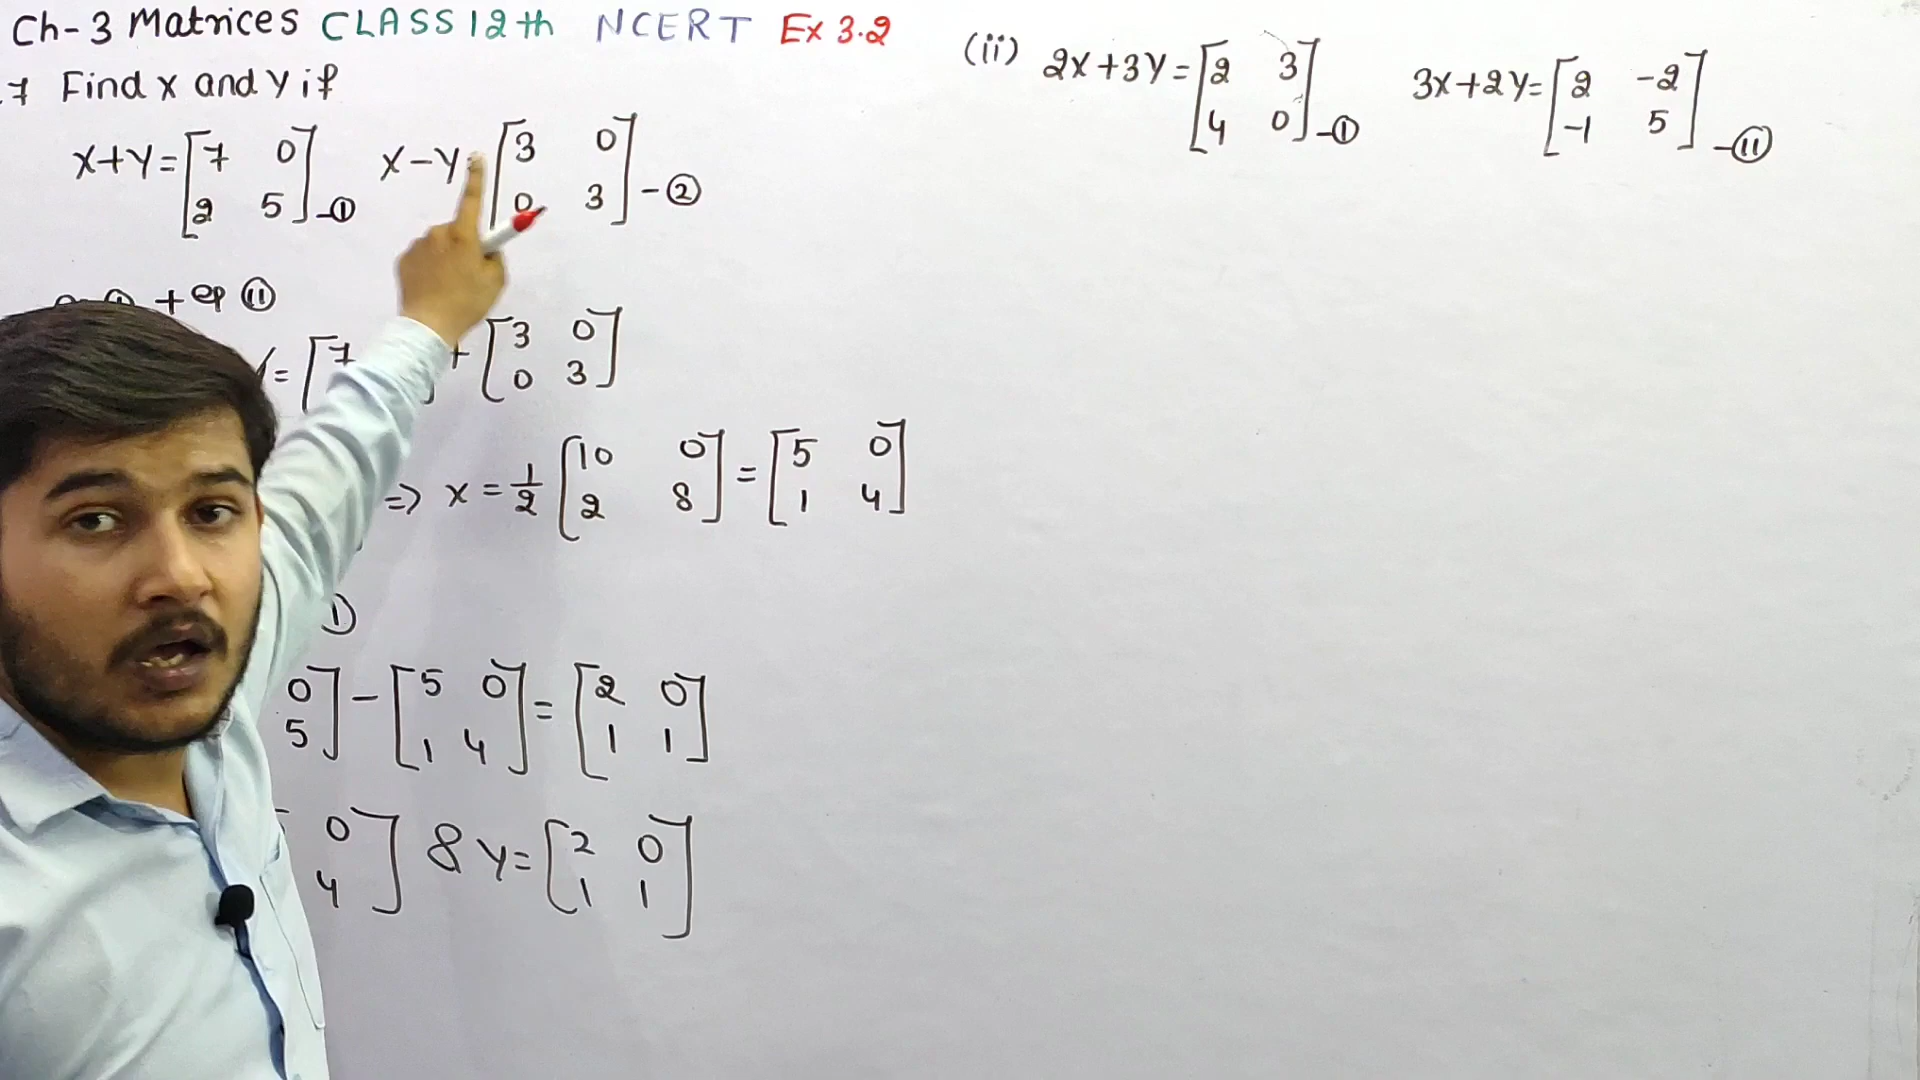 Ch-3 Matrices CLASS 12th NCERT Ex 3.2
.7 Find X and Y if
X+Y=[7 0
2 5]-① X-Y=[3 0
0 3]-②
+ eq ⑪
=[7 + [3 0
0 3]
=> x = 1/2 [10 0
2 8] = [5 0
1 4]
0
5] - [5 0
1 4] = [2 0
1 1]
0
4] & Y=[2 0
1 1]
(ii) 2X+3Y=[2 3
4 0]-① 3X+2Y=[2 -2
-1 5]-⑪